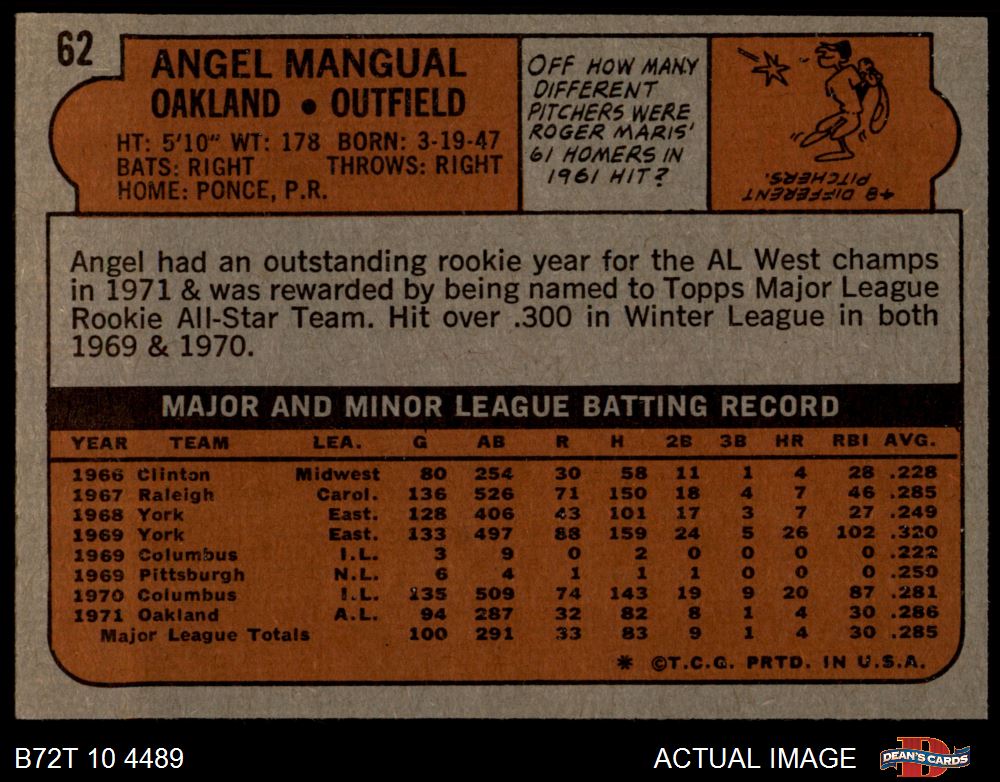 62
ANGEL MANGUAL
OAKLAND • OUTFIELD
HT: 5'10" WT: 178 BORN: 3-19-47
BATS: RIGHT THROWS: RIGHT
HOME: PONCE, P.R.
OFF HOW MANY
DIFFERENT
PITCHERS WERE
ROGER MARIS'
61 HOMERS IN
1961 HIT?
48 DIFFERENT
PITCHERS.
Angel had an outstanding rookie year for the AL West champs
in 1971 & was rewarded by being named to Topps Major League
Rookie All-Star Team. Hit over .300 in Winter League in both
1969 & 1970.
MAJOR AND MINOR LEAGUE BATTING RECORD
YEAR TEAM LEA. G AB R H 2B 3B HR RBI AVG.
1966 Clinton Midwest 80 254 30 58 11 1 4 28 .228
1967 Raleigh Carol. 136 526 71 150 18 4 7 46 .285
1968 York East. 128 406 43 101 17 3 7 27 .249
1969 York East. 133 497 88 159 24 5 26 102 .320
1969 Columbus I.L. 3 9 0 2 0 0 0 0 .222
1969 Pittsburgh N.L. 6 4 1 1 1 0 0 0 .250
1970 Columbus I.L. 135 509 74 143 19 9 20 87 .281
1971 Oakland A.L. 94 287 32 82 8 1 4 30 .286
Major League Totals 100 291 33 83 9 1 4 30 .285
* ©T.C.G. PRTD. IN U.S.A.
B72T 10 4489
ACTUAL IMAGE
DEAN'S CARDS